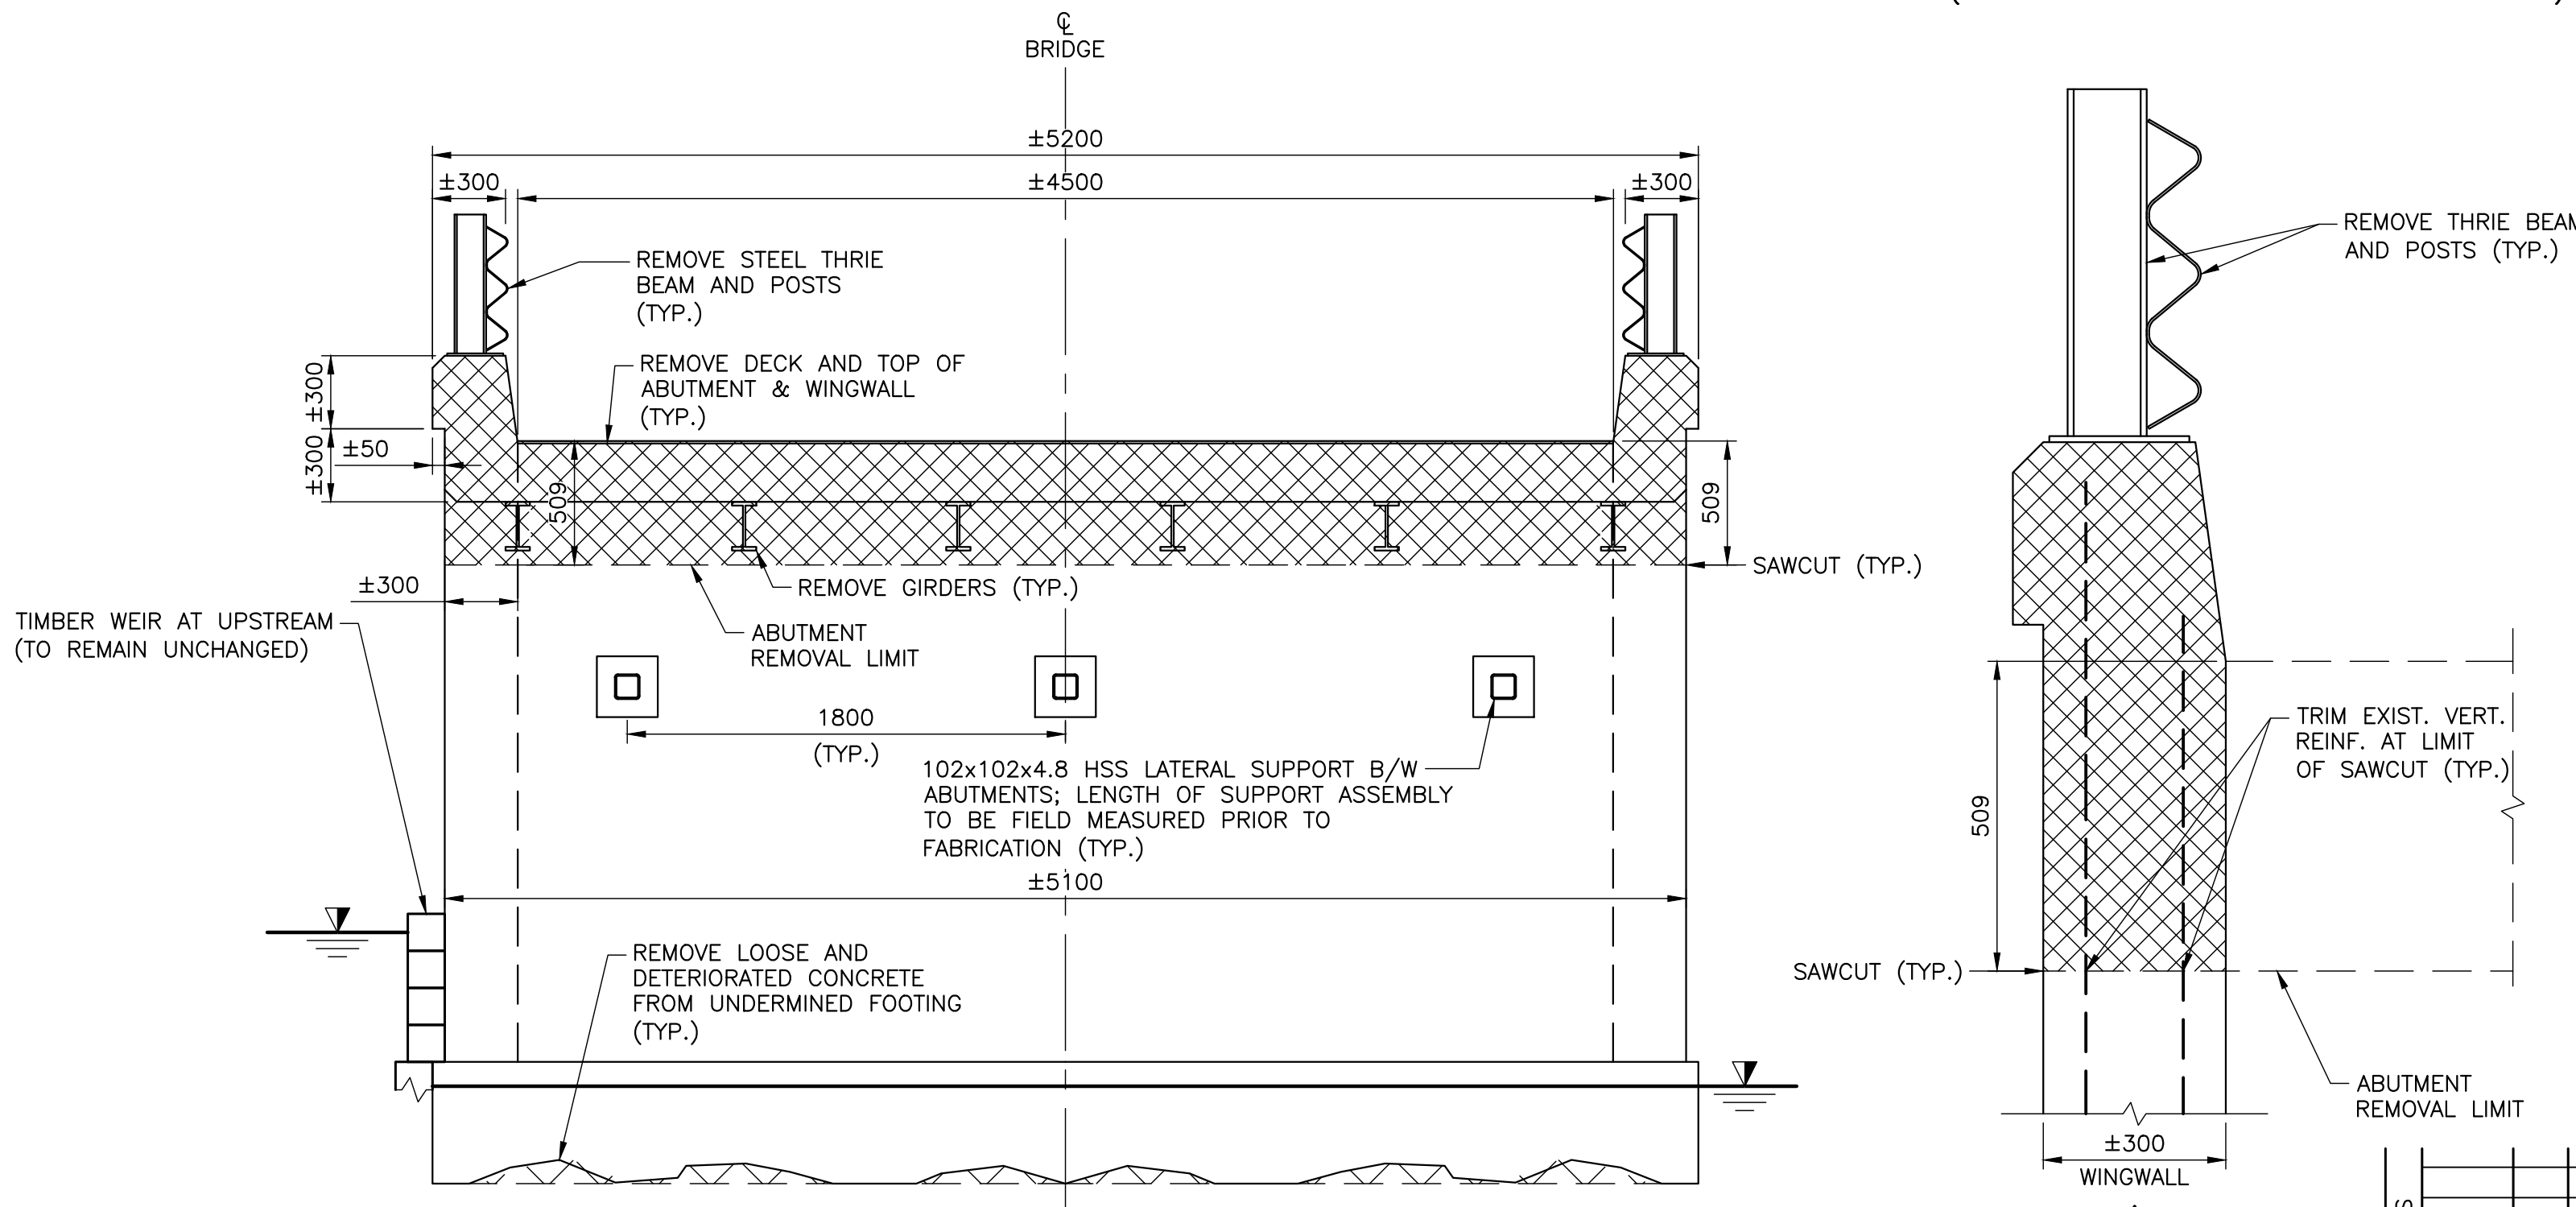 ℄
BRIDGE
±5200
±300
±4500
±300
REMOVE STEEL THRIE
BEAM AND POSTS
(TYP.)
REMOVE DECK AND TOP OF
ABUTMENT & WINGWALL
(TYP.)
±300
±300
±50
509
509
SAWCUT (TYP.)
REMOVE GIRDERS (TYP.)
±300
TIMBER WEIR AT UPSTREAM
(TO REMAIN UNCHANGED)
ABUTMENT
REMOVAL LIMIT
1800
(TYP.)
102x102x4.8 HSS LATERAL SUPPORT B/W
ABUTMENTS; LENGTH OF SUPPORT ASSEMBLY
TO BE FIELD MEASURED PRIOR TO
FABRICATION (TYP.)
±5100
REMOVE LOOSE AND
DETERIORATED CONCRETE
FROM UNDERMINED FOOTING
(TYP.)
REMOVE THRIE BEAM
AND POSTS (TYP.)
TRIM EXIST. VERT.
REINF. AT LIMIT
OF SAWCUT (TYP.)
509
SAWCUT (TYP.)
ABUTMENT
REMOVAL LIMIT
±300
WINGWALL